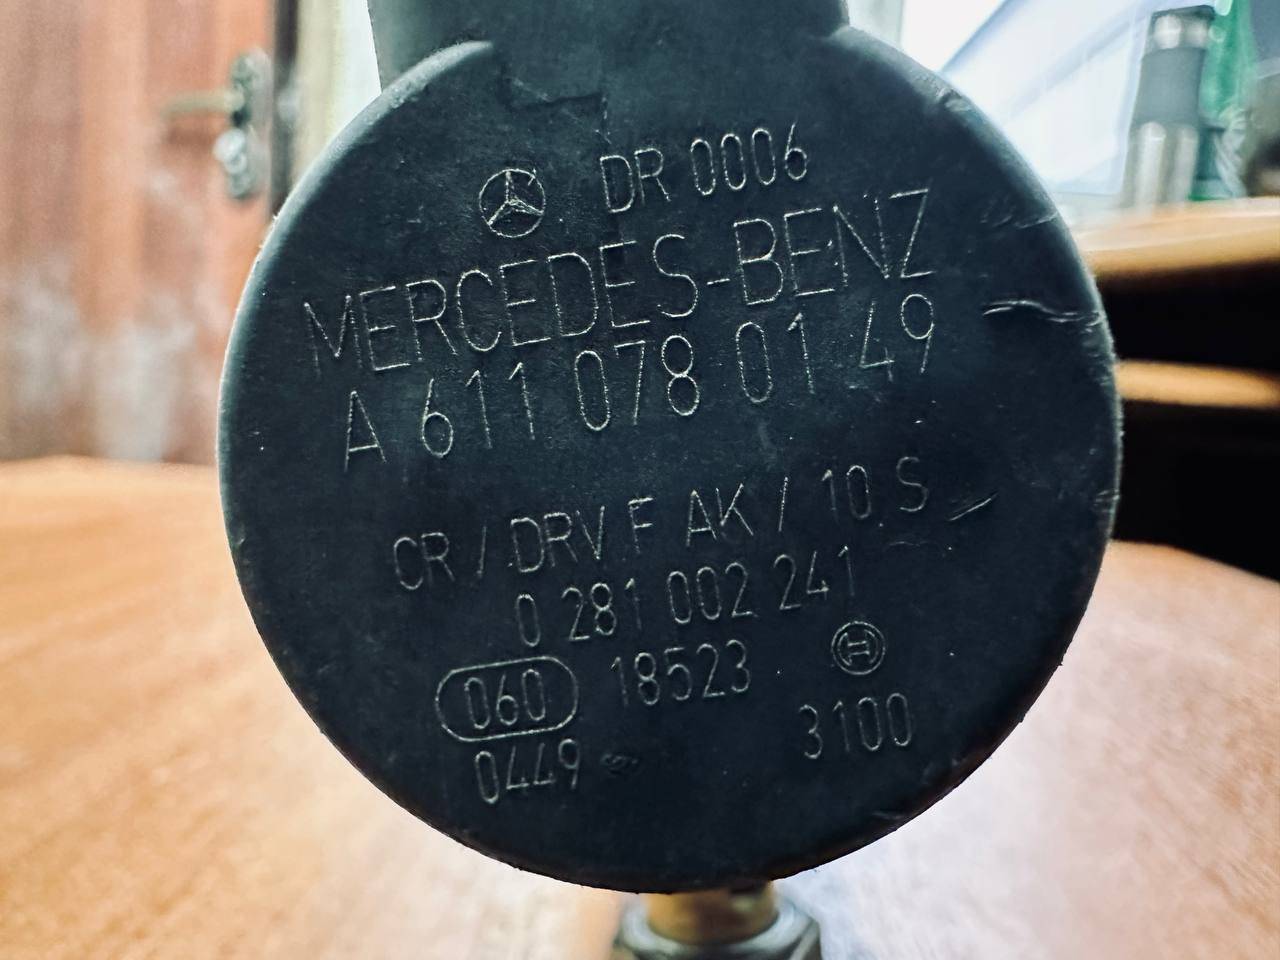 DR 0006
MERCEDES-BENZ
A 611 078 01 49
CR / DRV F AK / 10 S
0 281 002 241
060 18523
0449 3100